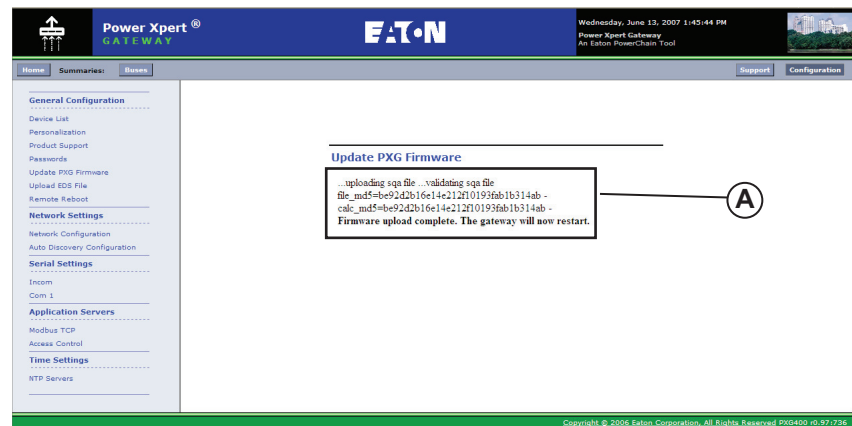 Power Xpert ®
GATEWAY
EATON
Wednesday, June 13, 2007 1:45:44 PM
Power Xpert Gateway
An Eaton PowerChain Tool
Home Summaries: Buses Support Configuration
General Configuration
Device List
Personalization
Product Support
Passwords
Update PXG Firmware
Upload EDS File
Remote Reboot
Network Settings
Network Configuration
Auto Discovery Configuration
Serial Settings
Incom
Com 1
Application Servers
Modbus TCP
Access Control
Time Settings
NTP Servers
Update PXG Firmware
...uploading sqa file ...validating sqa file
file_md5=be92d2b16e14e212f10193fab1b314ab -
calc_md5=be92d2b16e14e212f10193fab1b314ab -
Firmware upload complete. The gateway will now restart.
A
Copyright © 2006 Eaton Corporation, All Rights Reserved PXG400 r0.97:736